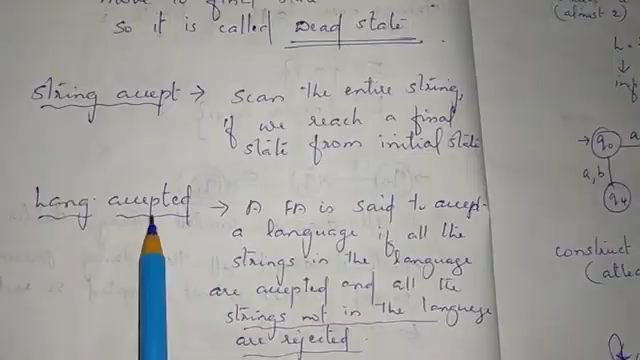 So it is called Dead state
string accept → scan the entire string,
if we reach a final
state from initial state
Lang. accepted → A FA is said to accept
a language if all the
strings in the language
are accepted and all the
strings not in the language
are rejected.
(atmost 2)
L.
↓
→ q0 a
a, b
q4
construct